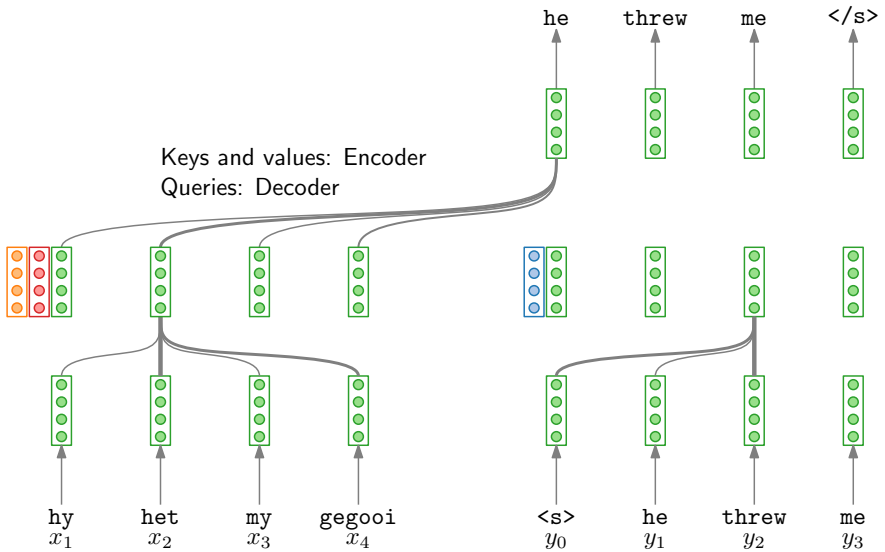 he threw me </s>
Keys and values: Encoder
Queries: Decoder
hy het my gegooi <s> he threw me
x₁ x₂ x₃ x₄ y₀ y₁ y₂ y₃